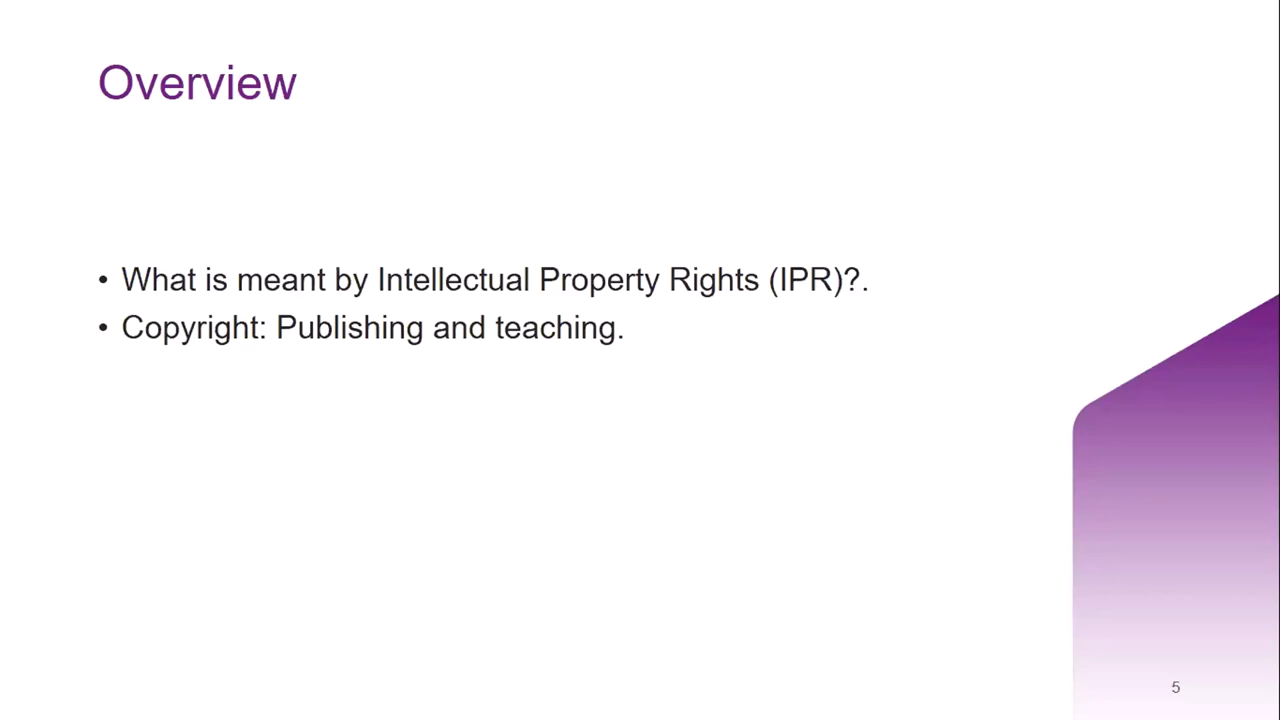 Overview
• What is meant by Intellectual Property Rights (IPR)?.
• Copyright: Publishing and teaching.
5